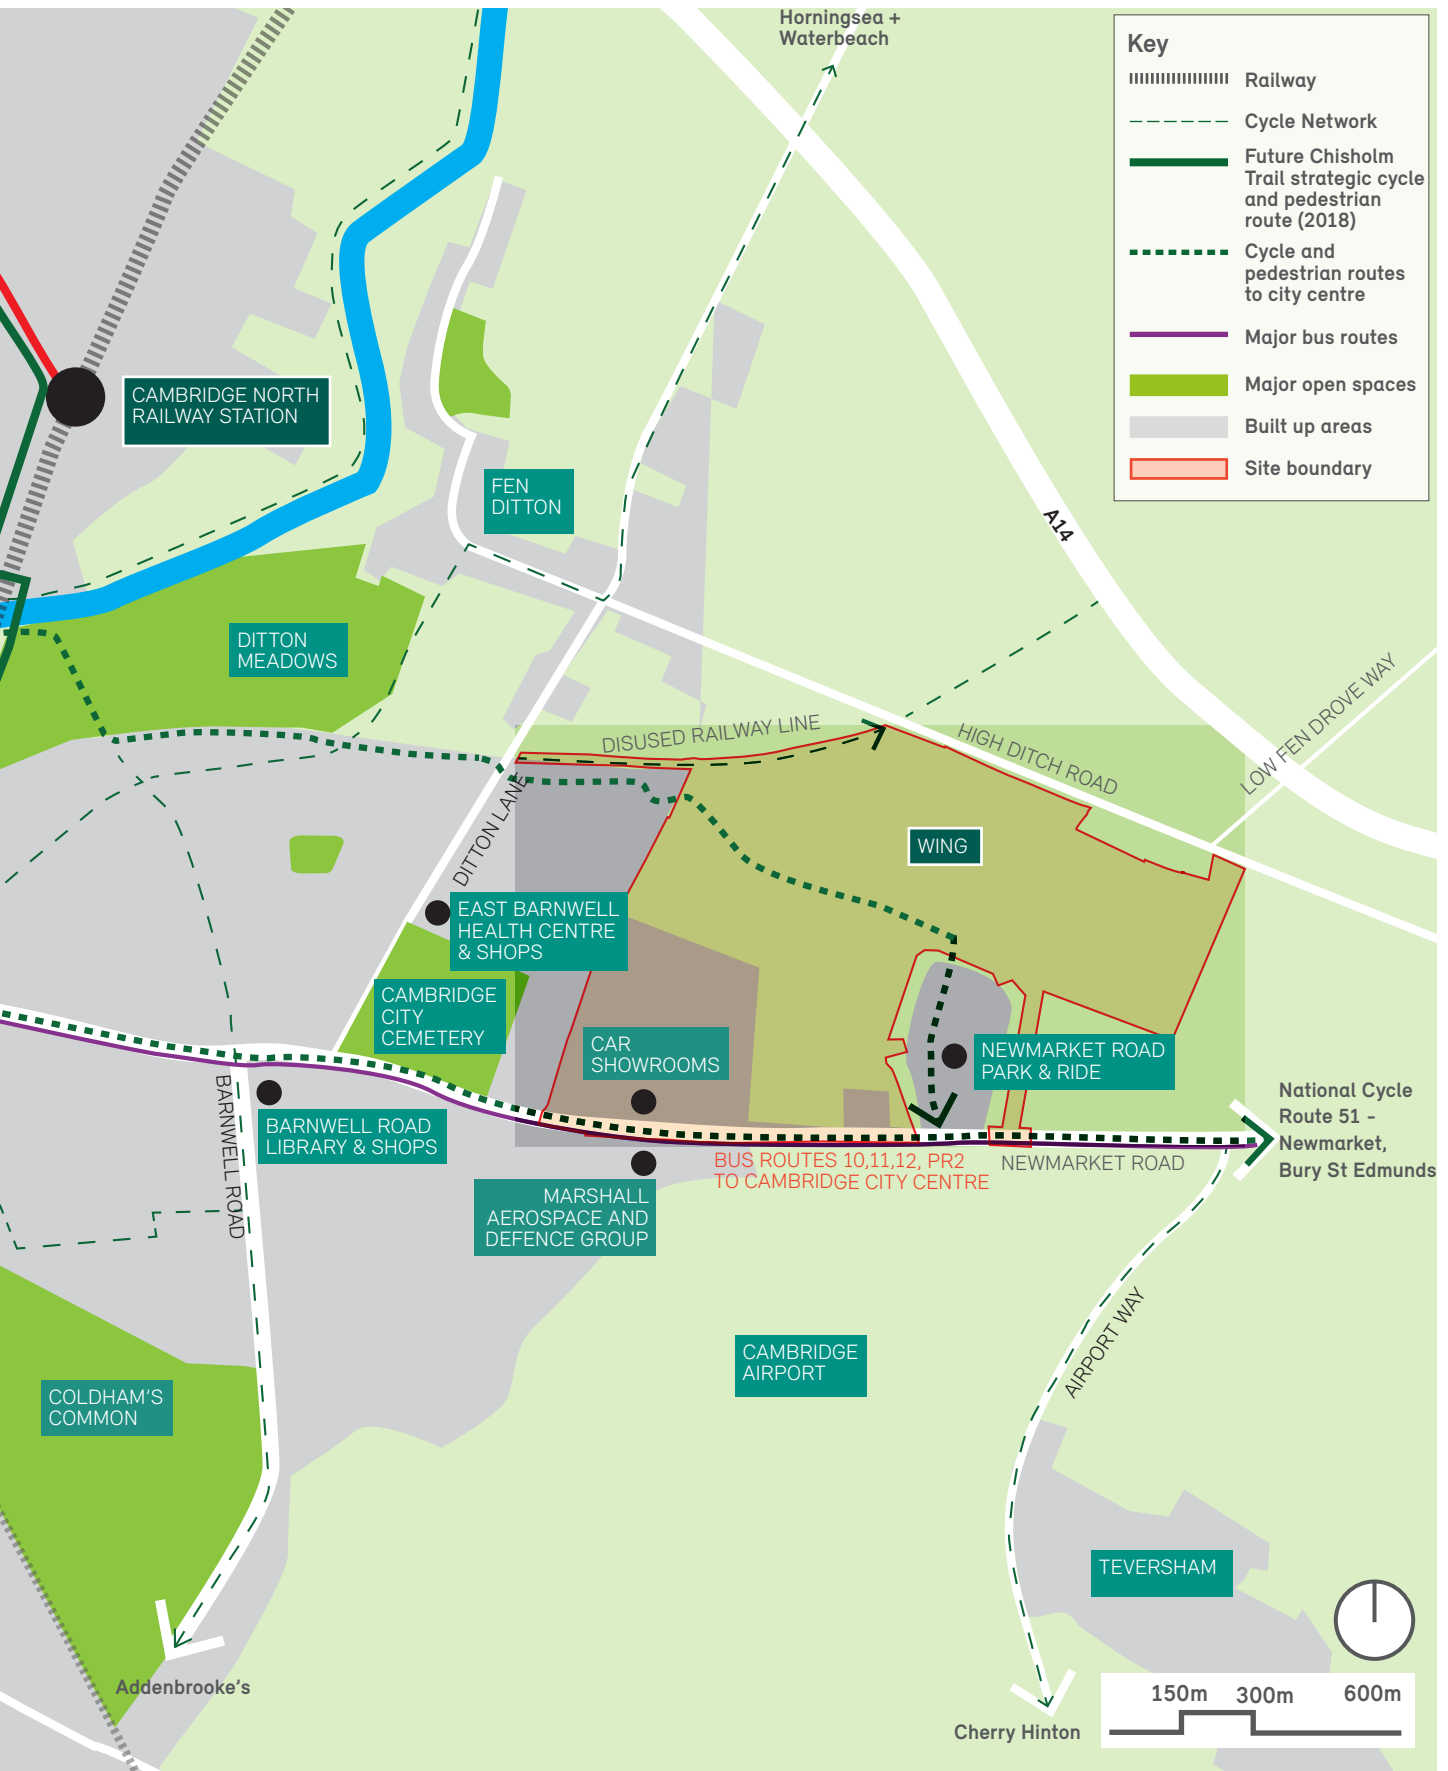 Horningsea +
Waterbeach
Key
Railway
Cycle Network
Future Chisholm
Trail strategic cycle
and pedestrian
route (2018)
Cycle and
pedestrian routes
to city centre
Major bus routes
Major open spaces
Built up areas
Site boundary
CAMBRIDGE NORTH
RAILWAY STATION
FEN
DITTON
A14
DITTON
MEADOWS
DISUSED RAILWAY LINE
HIGH DITCH ROAD
LOW FEN DROVE WAY
DITTON LANE
WING
EAST BARNWELL
HEALTH CENTRE
& SHOPS
CAMBRIDGE
CITY
CEMETERY
CAR
SHOWROOMS
NEWMARKET ROAD
PARK & RIDE
BARNWELL ROAD
BARNWELL ROAD
LIBRARY & SHOPS
National Cycle
Route 51 -
Newmarket,
Bury St Edmunds
BUS ROUTES 10,11,12, PR2
TO CAMBRIDGE CITY CENTRE
NEWMARKET ROAD
MARSHALL
AEROSPACE AND
DEFENCE GROUP
AIRPORT WAY
CAMBRIDGE
AIRPORT
COLDHAM'S
COMMON
TEVERSHAM
Addenbrooke's
Cherry Hinton
150m 300m 600m